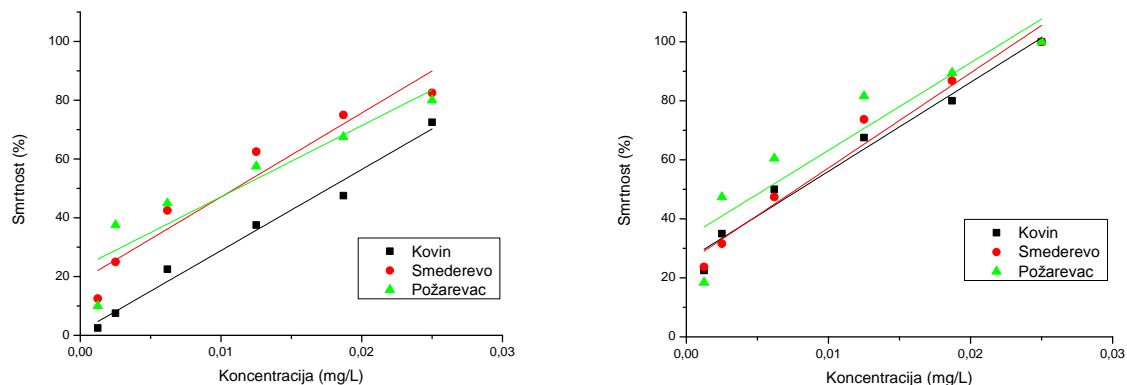 100
80
60
40
20
0
Smrtnost (%)
0,00
0,01
0,02
0,03
Koncentracija (mg/L)
Kovin
Smederevo
Požarevac
100
80
60
40
20
0
Smrtnost (%)
0,00
0,01
0,02
0,03
Koncentracija (mg/L)
Kovin
Smederevo
Požarevac